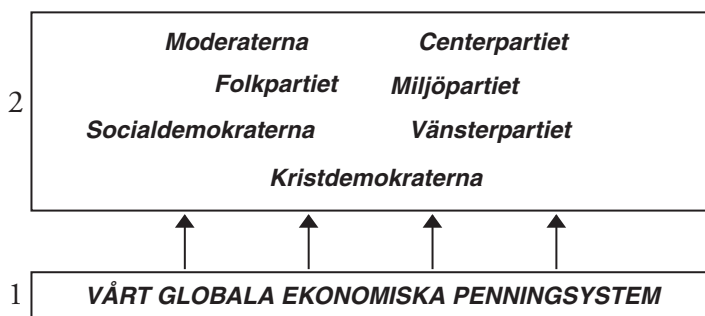 Moderaterna Centerpartiet
Folkpartiet Miljöpartiet
2
Socialdemokraterna Vänsterpartiet
Kristdemokraterna
1 VÅRT GLOBALA EKONOMISKA PENNINGSYSTEM